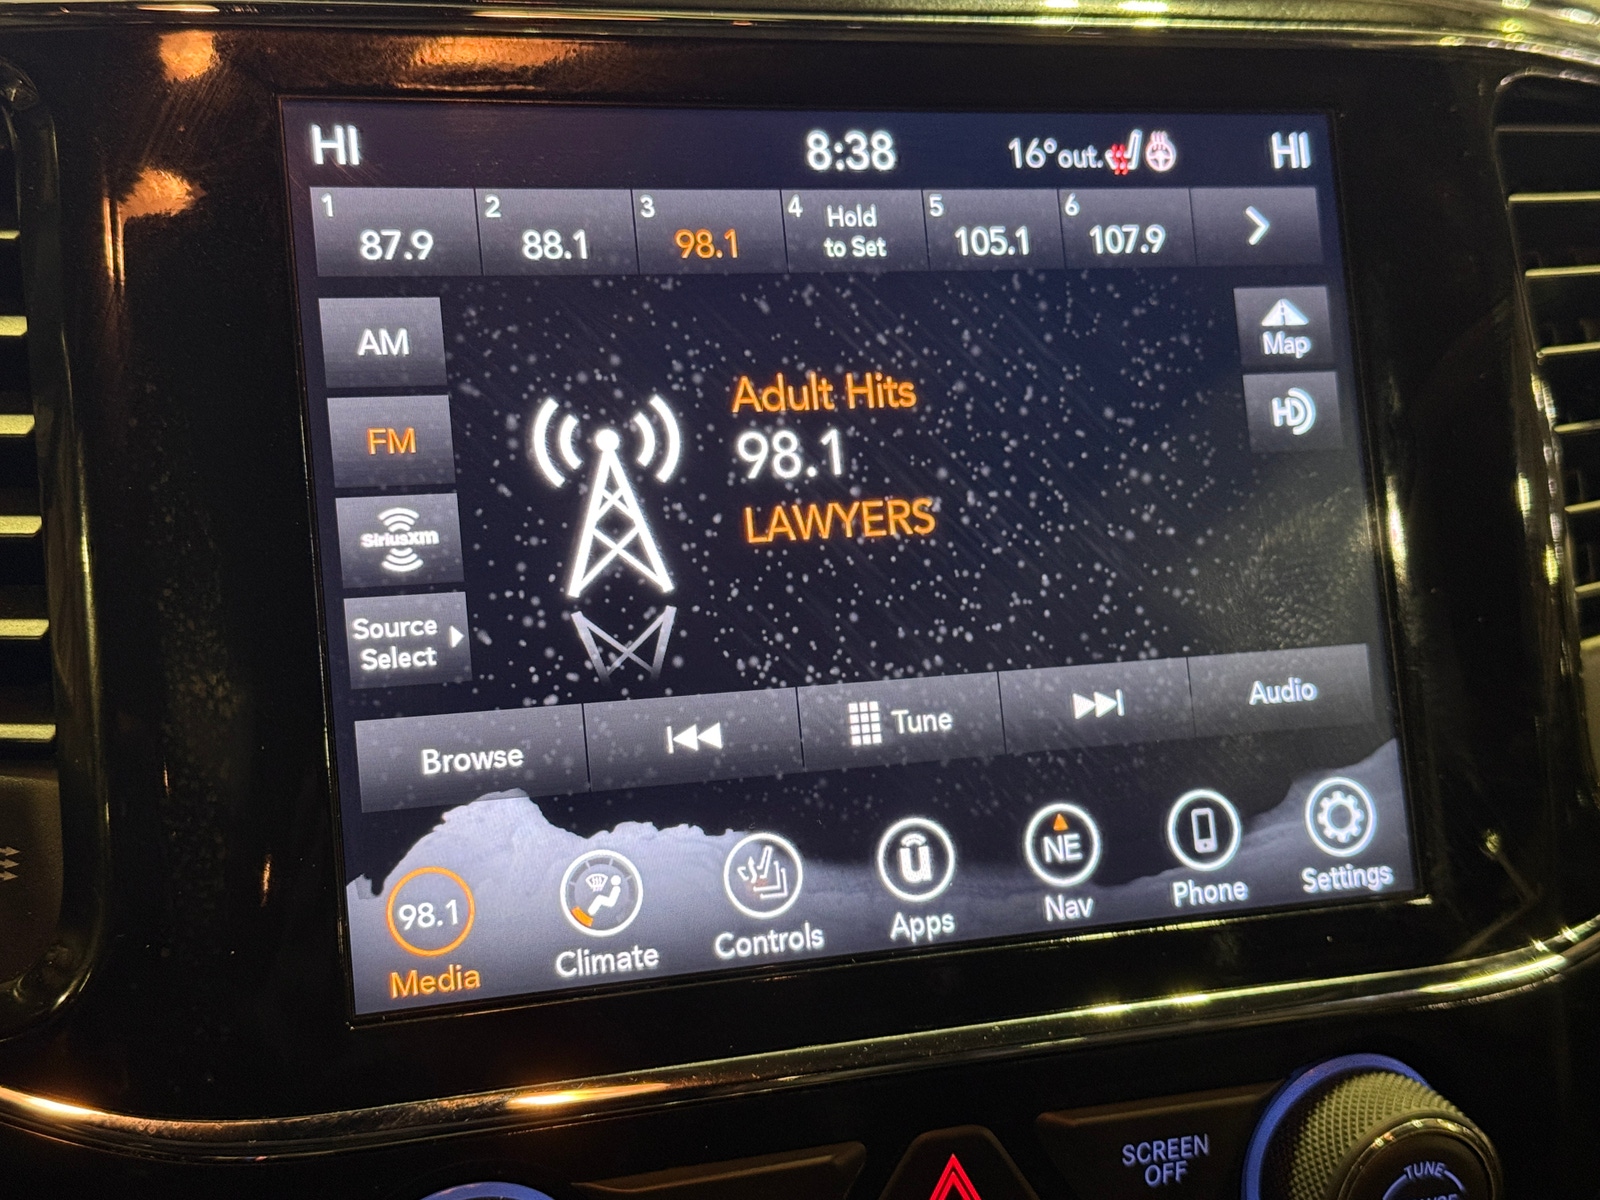 HI
8:38
16°out.
HI
1
87.9
2
88.1
3
98.1
4
Hold
to Set
5
105.1
6
107.9
AM
Adult Hits
98.1
LAWYERS
Map
HD
FM
SiriusXM
Source
Select
Browse
Tune
Audio
98.1
Media
Climate
Controls
Apps
NE
Nav
Phone
Settings
SCREEN
OFF
TUNE